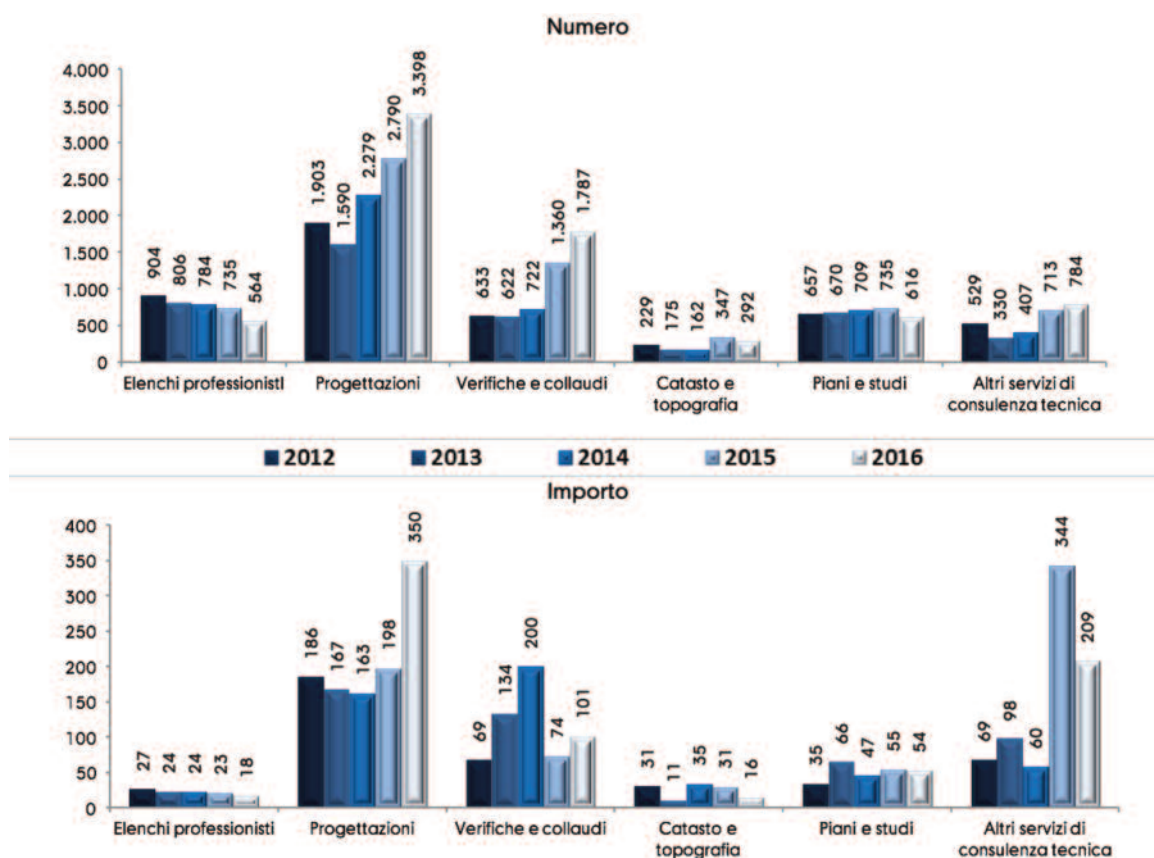 Numero
4.000
3.500
3.000
2.500
2.000
1.500
1.000
500
0
904 806 784 735 564
1.903 1.590 2.279 2.790 3.398
633 622 722 1.360 1.787
229 175 162 347 292
657 670 709 735 616
529 330 407 713 784
Elenchi professionisti Progettazioni Verifiche e collaudi Catasto e topografia Piani e studi Altri servizi di consulenza tecnica
2012 2013 2014 2015 2016
Importo
400
350
300
250
200
150
100
50
0
27 24 24 23 18
186 167 163 198 350
69 134 200 74 101
31 11 35 31 16
35 66 47 55 54
69 98 60 344 209
Elenchi professionisti Progettazioni Verifiche e collaudi Catasto e topografia Piani e studi Altri servizi di consulenza tecnica